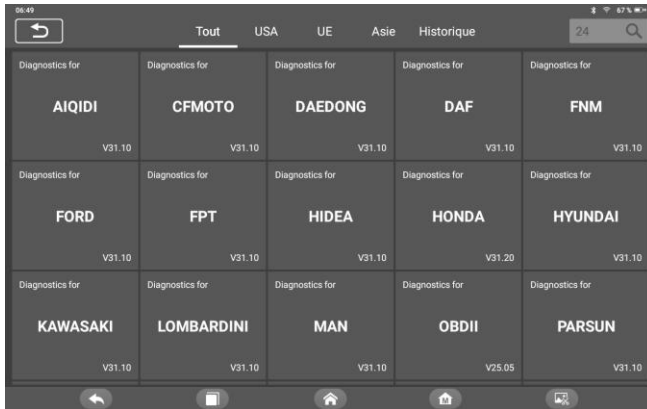 06:49
67%
Tout USA UE Asie Historique 24
Diagnostics for Diagnostics for Diagnostics for Diagnostics for Diagnostics for
AIQIDI CFMOTO DAEDONG DAF FNM
V31.10 V31.10 V31.10 V31.10 V31.10
Diagnostics for Diagnostics for Diagnostics for Diagnostics for Diagnostics for
FORD FPT HIDEA HONDA HYUNDAI
V31.10 V31.10 V31.10 V31.20 V31.10
Diagnostics for Diagnostics for Diagnostics for Diagnostics for Diagnostics for
KAWASAKI LOMBARDINI MAN OBDII PARSUN
V31.10 V31.10 V31.10 V25.05 V31.10
M